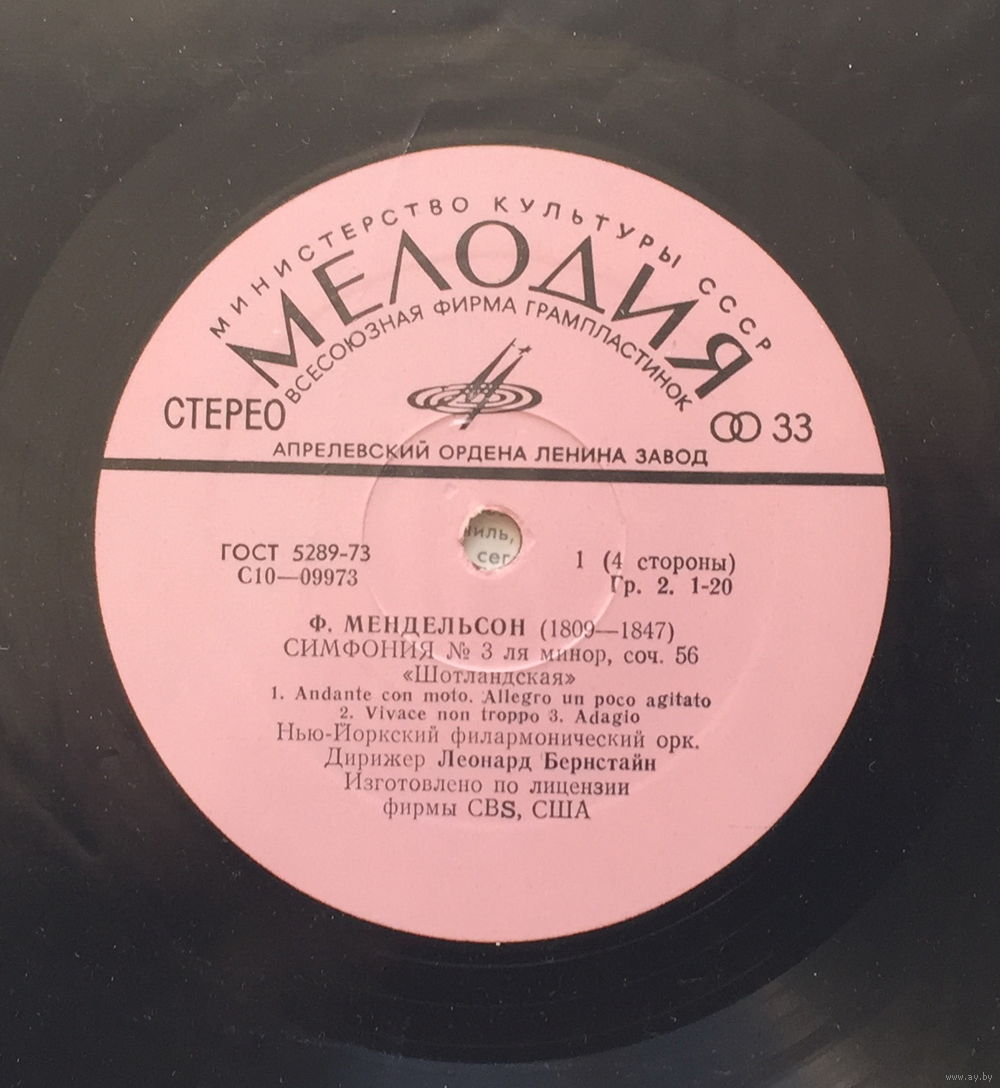 МИНИСТЕРСТВО КУЛЬТУРЫ СССР
МЕЛОДИЯ
ВСЕСОЮЗНАЯ ФИРМА ГРАМПЛАСТИНОК
СТЕРЕО
33
АПРЕЛЕВСКИЙ ОРДЕНА ЛЕНИНА ЗАВОД
ГОСТ 5289-73
С10—09973
1 (4 стороны)
Гр. 2. 1-20
Ф. МЕНДЕЛЬСОН (1809—1847)
СИМФОНИЯ № 3 ля минор, соч. 56
«Шотландская»
1. Andante con moto. Allegro un poco agitato
2. Vivace non troppo 3. Adagio
Нью-Йоркский филармонический орк.
Дирижер Леонард Бернстайн
Изготовлено по лицензии
фирмы CBS, США
www.ay.by